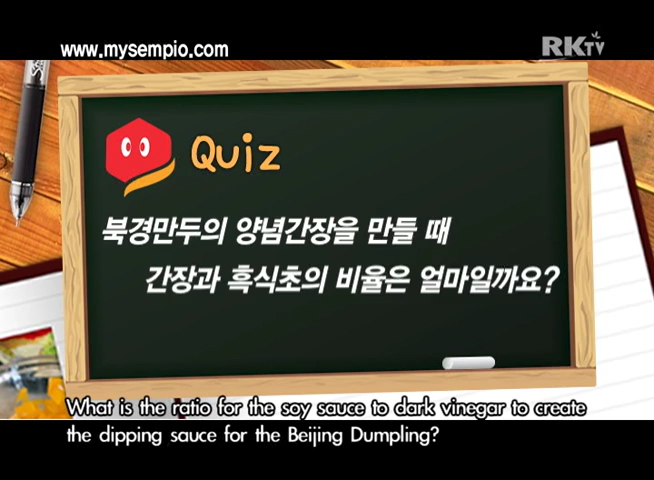 www.mysempio.com
RKTV
Quiz
북경만두의 양념간장을 만들 때
간장과 흑식초의 비율은 얼마일까요?
What is the ratio for the soy sauce to dark vinegar to create
the dipping sauce for the Beijing Dumpling?